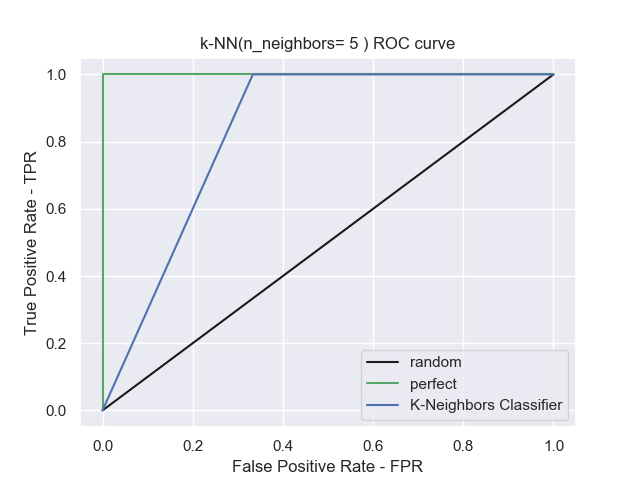 k-NN(n_neighbors= 5 ) ROC curve
True Positive Rate - TPR
1.0
0.8
0.6
0.4
0.2
0.0
random
perfect
K-Neighbors Classifier
0.0 0.2 0.4 0.6 0.8 1.0
False Positive Rate - FPR